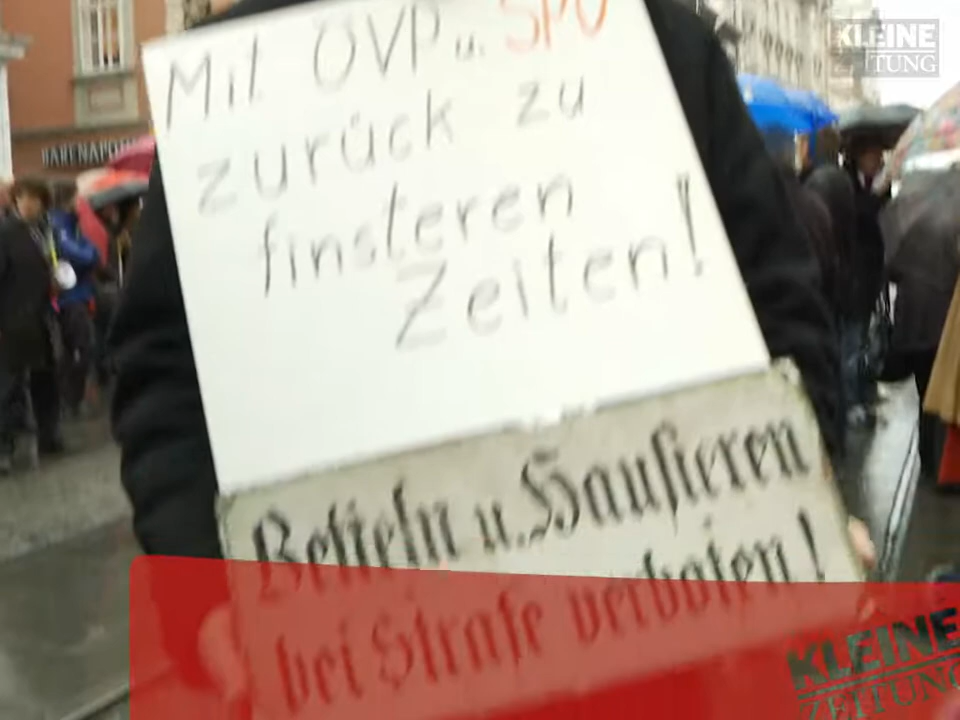 KLEINE
ZEITUNG
Mit ÖVP u. SPÖ
zurück zu
finsteren
Zeiten!
Betteln u. Hausieren
bei Strafe verboten!
KLEINE
ZEITUNG